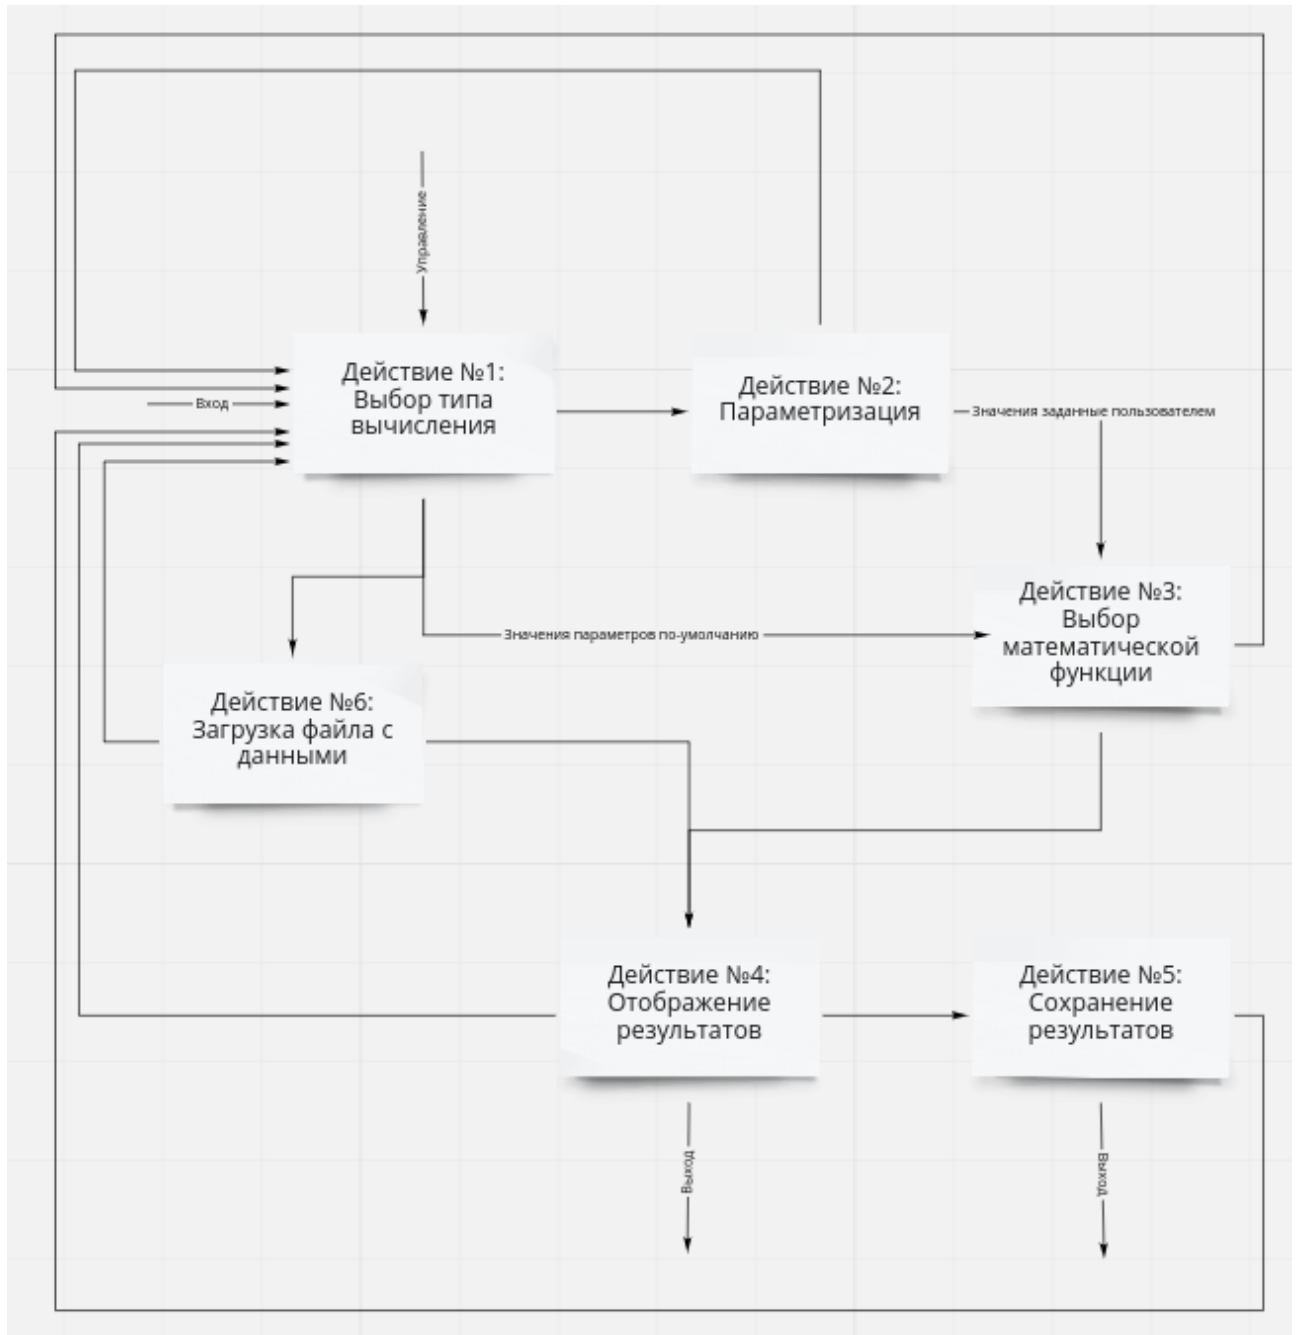 Управление
Действие №1:
Выбор типа
вычисления
Действие №2:
Параметризация
Вход
Значения заданные пользователем
Действие №3:
Выбор
математической
функции
Значения параметров по-умолчанию
Действие №6:
Загрузка файла с
данными
Действие №4:
Отображение
результатов
Действие №5:
Сохранение
результатов
Выход
Выход